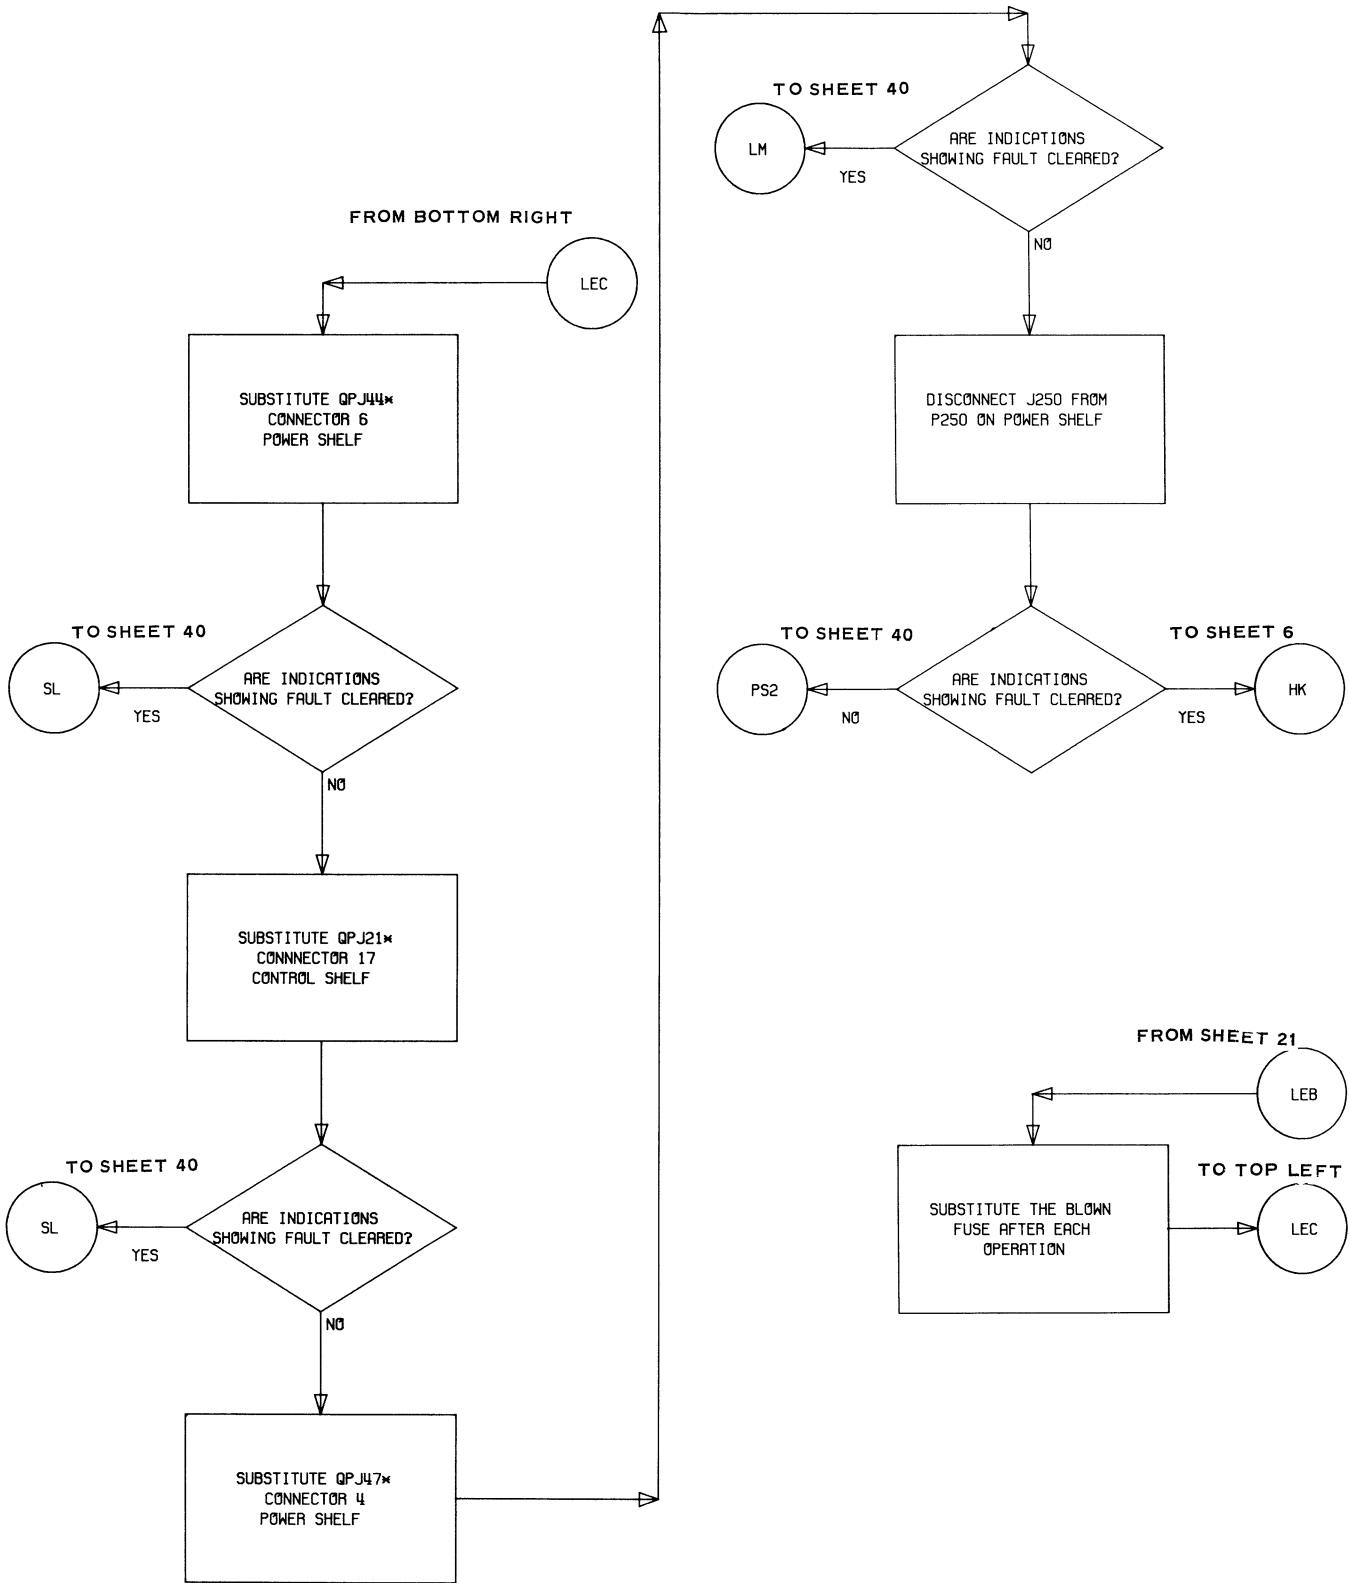 FROM BOTTOM RIGHT
LEC
SUBSTITUTE QPJ44*
CONNECTOR 6
POWER SHELF
TO SHEET 40
SL
YES
ARE INDICATIONS
SHOWING FAULT CLEARED?
NO
SUBSTITUTE QPJ21*
CONNNECTOR 17
CONTROL SHELF
TO SHEET 40
SL
YES
ARE INDICATIONS
SHOWING FAULT CLEARED?
NO
SUBSTITUTE QPJ47*
CONNECTOR 4
POWER SHELF
TO SHEET 40
LM
YES
ARE INDICATIONS
SHOWING FAULT CLEARED?
NO
DISCONNECT J250 FROM
P250 ON POWER SHELF
TO SHEET 40
PS2
NO
ARE INDICATIONS
SHOWING FAULT CLEARED?
TO SHEET 6
YES
HK
FROM SHEET 21
LEB
SUBSTITUTE THE BLOWN
FUSE AFTER EACH
OPERATION
TO TOP LEFT
LEC